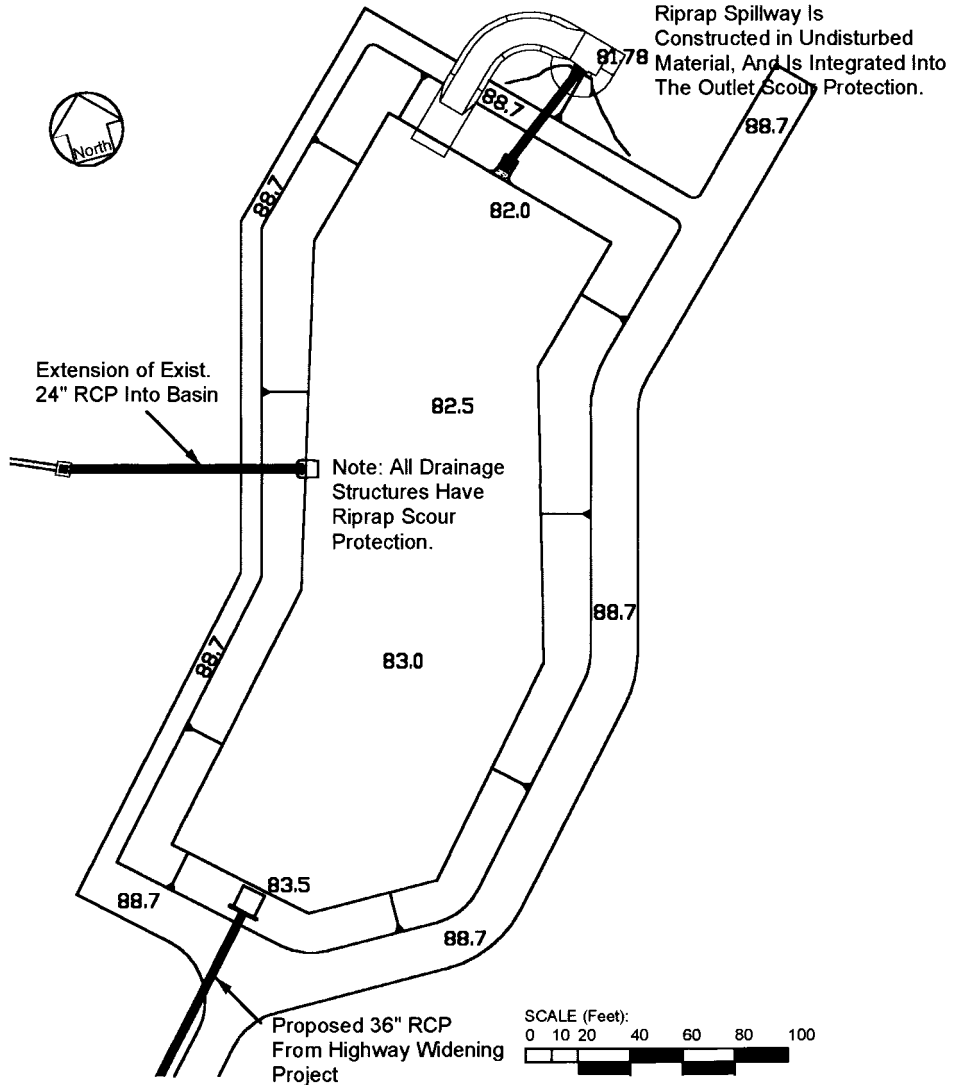 Riprap Spillway Is
Constructed in Undisturbed
Material, And Is Integrated Into
The Outlet Scour Protection.
81.78
88.7
88.7
North
88.7
82.0
Extension of Exist.
24" RCP Into Basin
82.5
Note: All Drainage
Structures Have
Riprap Scour
Protection.
88.7
88.7
83.0
83.5
88.7
88.7
Proposed 36" RCP
From Highway Widening
Project
SCALE (Feet):
0 10 20 40 60 80 100